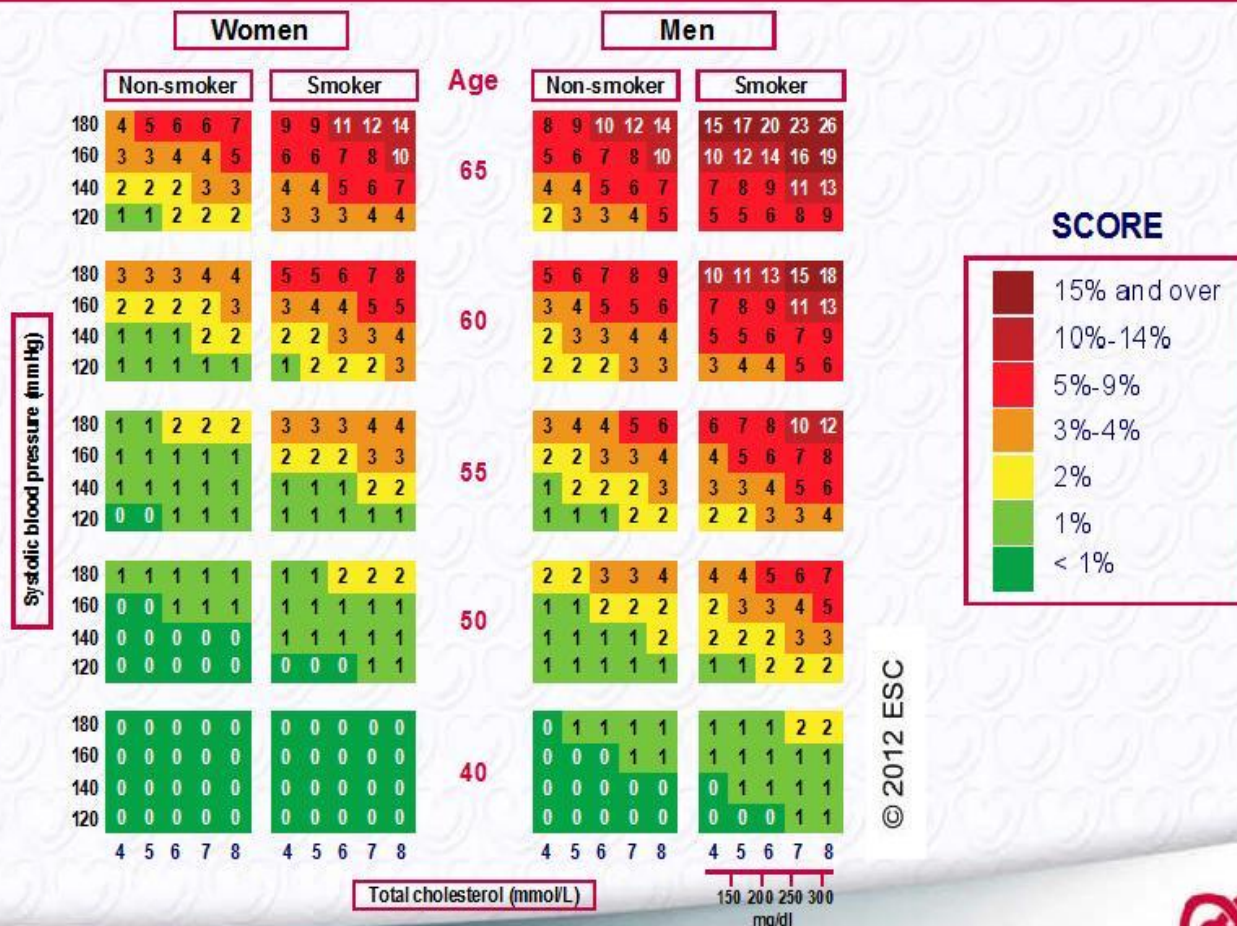 Women Men
Non-smoker Smoker Age Non-smoker Smoker
180 4 5 6 6 7 9 9 11 12 14 8 9 10 12 14 15 17 20 23 26
160 3 3 4 4 5 6 6 7 8 10 5 6 7 8 10 10 12 14 16 19
65
140 2 2 2 3 3 4 4 5 6 7 4 4 5 6 7 7 8 9 11 13
120 1 1 2 2 2 3 3 3 4 4 2 3 3 4 5 5 5 6 8 9
180 3 3 3 4 4 5 5 6 7 8 5 6 7 8 9 10 11 13 15 18
160 2 2 2 2 3 3 4 4 5 5 3 4 5 5 6 7 8 9 11 13
60
140 1 1 1 2 2 2 2 3 3 4 2 3 3 4 4 5 5 6 7 9
120 1 1 1 1 1 1 2 2 2 3 2 2 2 3 3 3 4 4 5 6
180 1 1 2 2 2 3 3 3 4 4 3 4 4 5 6 6 7 8 10 12
160 1 1 1 1 1 2 2 2 3 3 2 2 3 3 4 4 5 6 7 8
55
140 1 1 1 1 1 1 1 1 2 2 1 2 2 2 3 3 3 4 5 6
120 0 0 1 1 1 1 1 1 1 1 1 1 1 2 2 2 2 3 3 4
180 1 1 1 1 1 1 1 2 2 2 2 2 3 3 4 4 4 5 6 7
160 0 0 1 1 1 1 1 1 1 1 1 1 2 2 2 2 3 3 4 5
50
140 0 0 0 0 0 1 1 1 1 1 1 1 1 1 2 2 2 2 3 3
120 0 0 0 0 0 0 0 0 1 1 1 1 1 1 1 1 1 2 2 2
180 0 0 0 0 0 0 0 0 0 0 0 1 1 1 1 1 1 1 2 2
160 0 0 0 0 0 0 0 0 0 0 0 0 0 1 1 1 1 1 1 1
40
140 0 0 0 0 0 0 0 0 0 0 0 0 0 0 0 0 1 1 1 1
120 0 0 0 0 0 0 0 0 0 0 0 0 0 0 0 0 0 0 1 1
4 5 6 7 8 4 5 6 7 8 4 5 6 7 8 4 5 6 7 8
Systolic blood pressure (mmHg)
Total cholesterol (mmol/L)
150 200 250 300
mg/dl
SCORE
15% and over
10%-14%
5%-9%
3%-4%
2%
1%
< 1%
© 2012 ESC